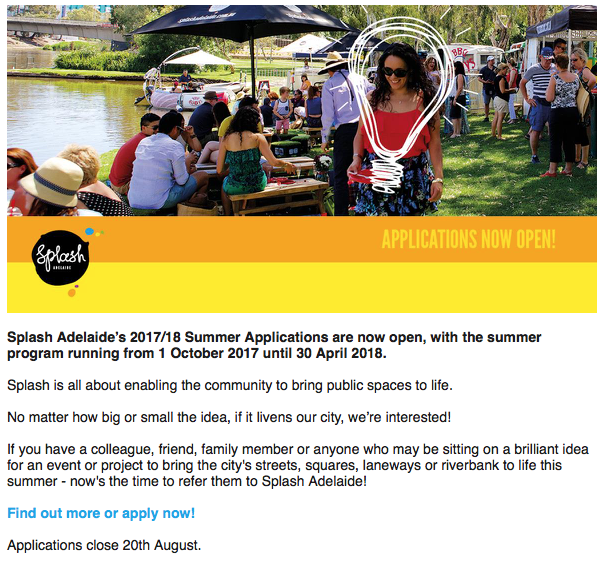 SPLASHADELAIDE.COM.AU
BBQ
APPLICATIONS NOW OPEN!
Splash
ADELAIDE
Splash Adelaide's 2017/18 Summer Applications are now open, with the summer
program running from 1 October 2017 until 30 April 2018.
Splash is all about enabling the community to bring public spaces to life.
No matter how big or small the idea, if it livens our city, we're interested!
If you have a colleague, friend, family member or anyone who may be sitting on a brilliant idea
for an event or project to bring the city's streets, squares, laneways or riverbank to life this
summer - now's the time to refer them to Splash Adelaide!
Find out more or apply now!
Applications close 20th August.